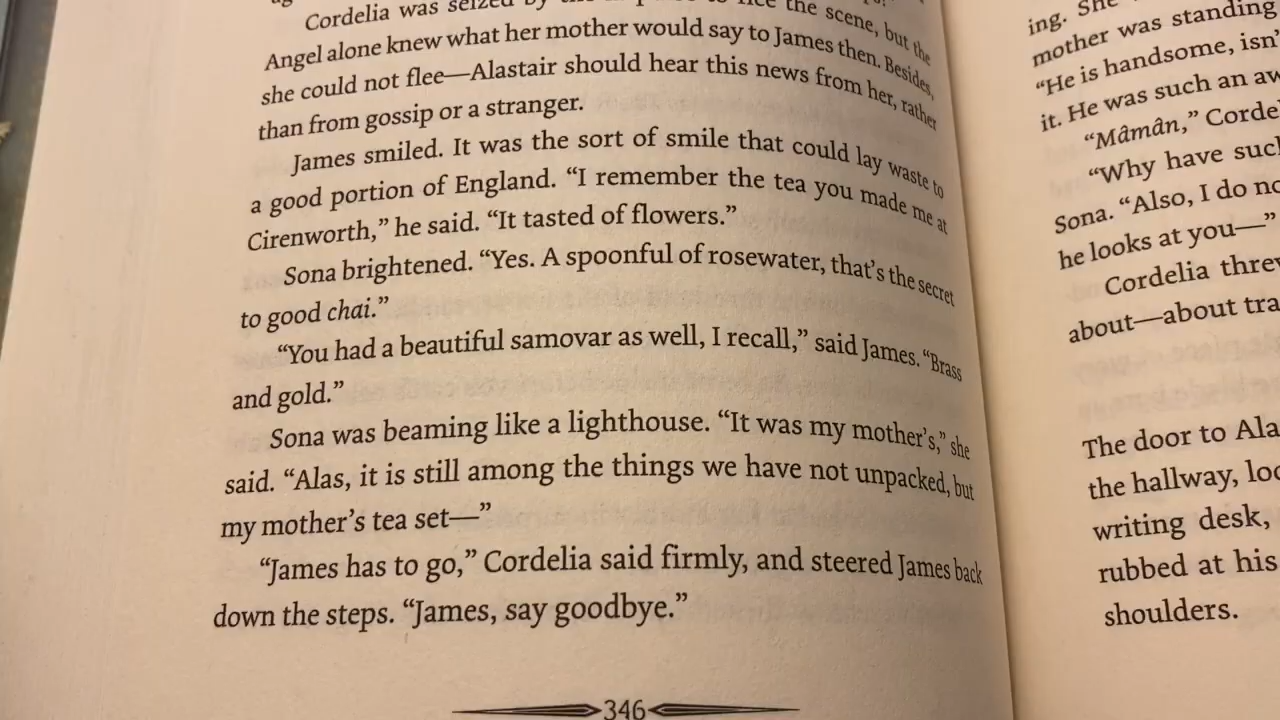 Cordelia was seized by the scene, but the
Angel alone knew what her mother would say to James then. Besides,
she could not flee—Alastair should hear this news from her, rather
than from gossip or a stranger.
James smiled. It was the sort of smile that could lay waste to
a good portion of England. “I remember the tea you made me at
Cirenworth,” he said. “It tasted of flowers.”
Sona brightened. “Yes. A spoonful of rosewater, that’s the secret
to good chai.”
“You had a beautiful samovar as well, I recall,” said James. “Brass
and gold.”
Sona was beaming like a lighthouse. “It was my mother’s,” she
said. “Alas, it is still among the things we have not unpacked, but
my mother’s tea set—”
“James has to go,” Cordelia said firmly, and steered James back
down the steps. “James, say goodbye.”
346
ing. She
mother was standing
“He is handsome, isn’
it. He was such an aw
“Mâmân,” Corde
“Why have such
Sona. “Also, I do no
he looks at you—”
Cordelia threw
about—about tra
The door to Ala
the hallway, loo
writing desk,
rubbed at his
shoulders.